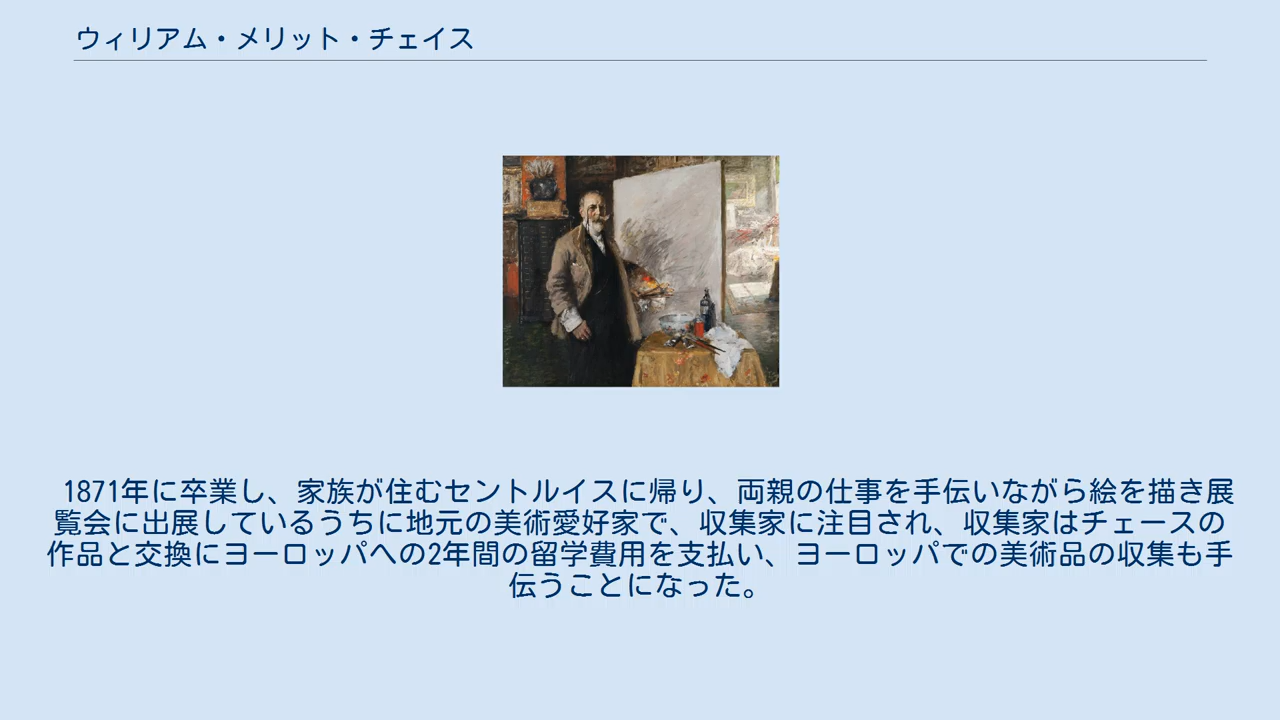 ウィリアム・メリット・チェイス
1871年に卒業し、家族が住むセントルイスに帰り、両親の仕事を手伝いながら絵を描き展
覧会に出展しているうちに地元の美術愛好家で、収集家に注目され、収集家はチェースの
作品と交換にヨーロッパへの2年間の留学費用を支払い、ヨーロッパでの美術品の収集も手
伝うことになった。